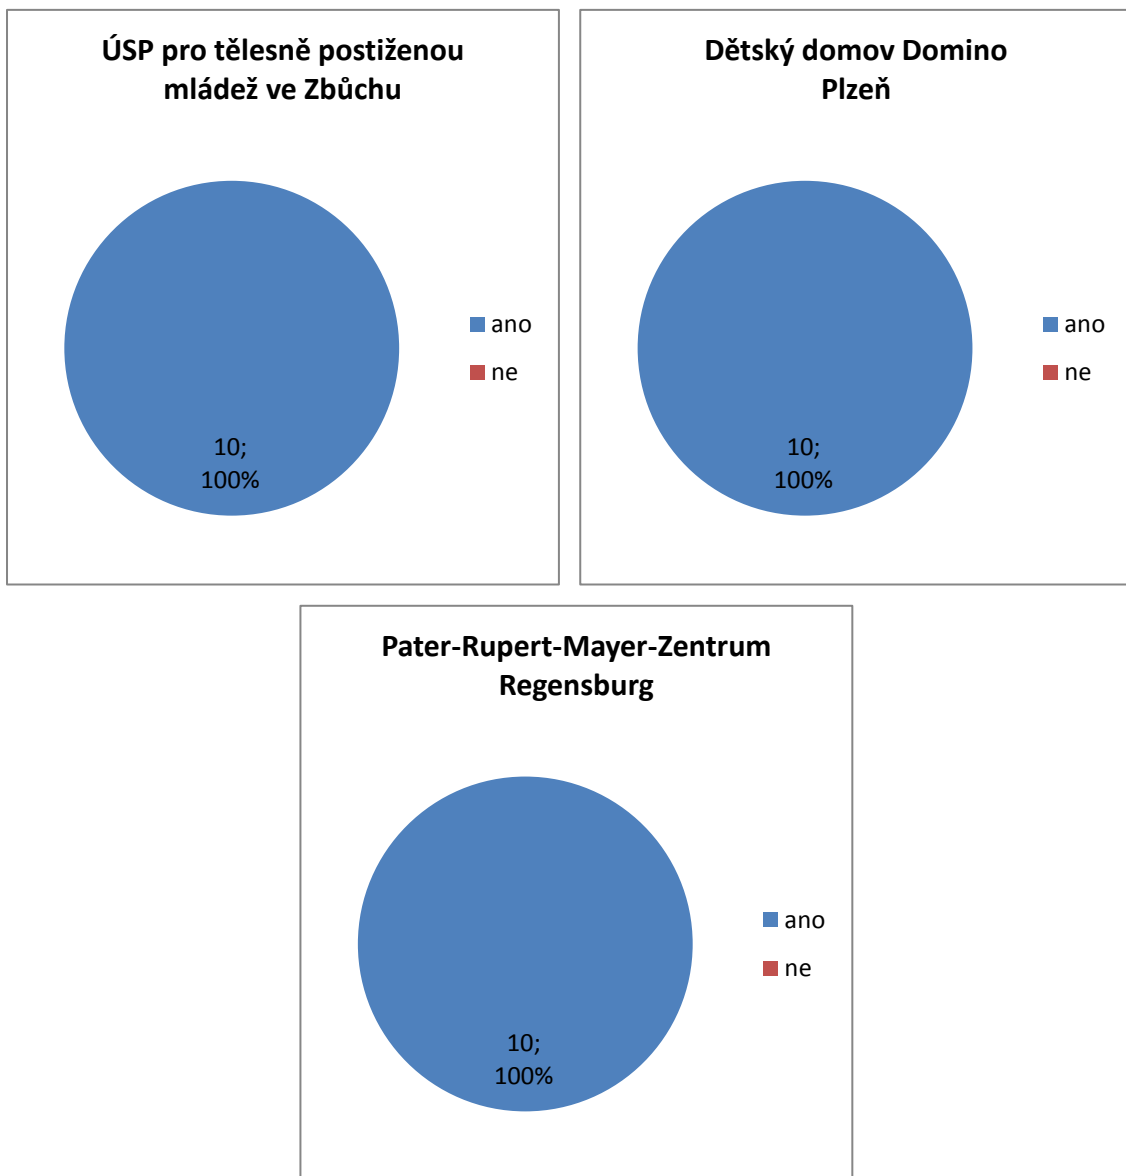 ÚSP pro tělesně postiženou
mládež ve Zbůchu
ano
ne
10;
100%
Dětský domov Domino
Plzeň
ano
ne
10;
100%
Pater-Rupert-Mayer-Zentrum
Regensburg
ano
ne
10;
100%